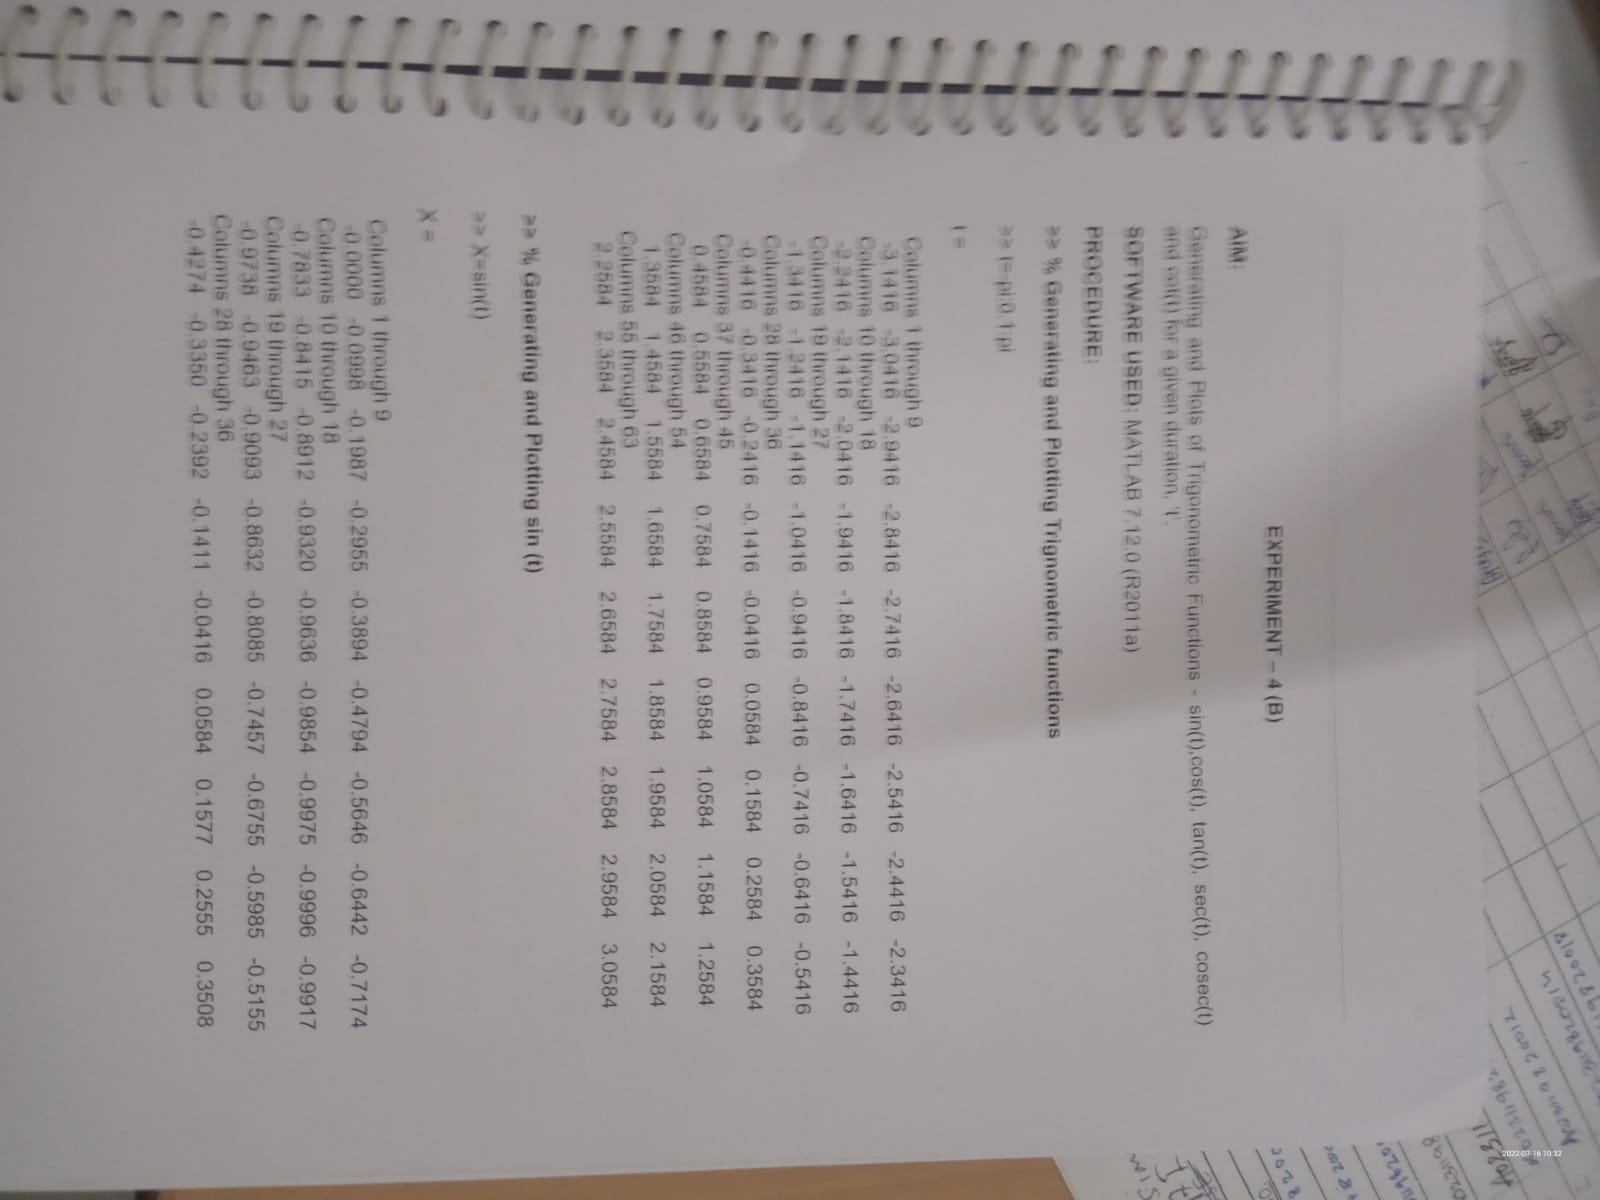 2022-03-16 10:32
EXPERIMENT – 4 (B)
AIM:
Generating and Plots of Trigonometric Functions - sin(t),cos(t), tan(t), sec(t), cosec(t)
and cot(t) for a given duration, 't'.
SOFTWARE USED: MATLAB 7.12.0 (R2011a)
PROCEDURE:
>> % Generating and Plotting Trignometric functions
>> t=-pi:0.1:pi
t =
Columns 1 through 9
-3.1416 -3.0416 -2.9416 -2.8416 -2.7416 -2.6416 -2.5416 -2.4416 -2.3416
Columns 10 through 18
-2.2416 -2.1416 -2.0416 -1.9416 -1.8416 -1.7416 -1.6416 -1.5416 -1.4416
Columns 19 through 27
-1.3416 -1.2416 -1.1416 -1.0416 -0.9416 -0.8416 -0.7416 -0.6416 -0.5416
Columns 28 through 36
-0.4416 -0.3416 -0.2416 -0.1416 -0.0416 0.0584 0.1584 0.2584 0.3584
Columns 37 through 45
0.4584 0.5584 0.6584 0.7584 0.8584 0.9584 1.0584 1.1584 1.2584
Columns 46 through 54
1.3584 1.4584 1.5584 1.6584 1.7584 1.8584 1.9584 2.0584 2.1584
Columns 55 through 63
2.2584 2.3584 2.4584 2.5584 2.6584 2.7584 2.8584 2.9584 3.0584
>> % Generating and Plotting sin (t)
>> X=sin(t)
X =
Columns 1 through 9
-0.0000 -0.0998 -0.1987 -0.2955 -0.3894 -0.4794 -0.5646 -0.6442 -0.7174
Columns 10 through 18
-0.7833 -0.8415 -0.8912 -0.9320 -0.9636 -0.9854 -0.9975 -0.9996 -0.9917
Columns 19 through 27
-0.9738 -0.9463 -0.9093 -0.8632 -0.8085 -0.7457 -0.6755 -0.5985 -0.5155
Columns 28 through 36
-0.4274 -0.3350 -0.2392 -0.1411 -0.0416 0.0584 0.1577 0.2555 0.3508